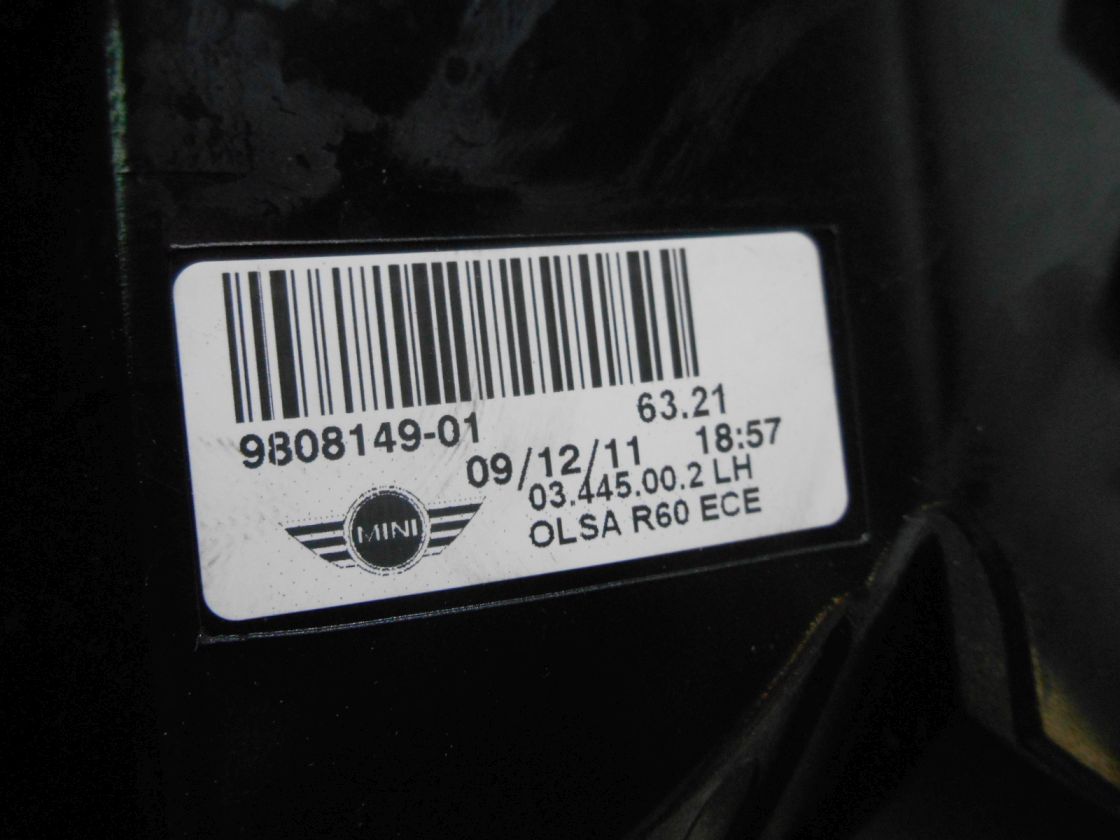 63.21
9808149-01
09/12/11 18:57
03.445.00.2 LH
OLSA R60 ECE
MINI